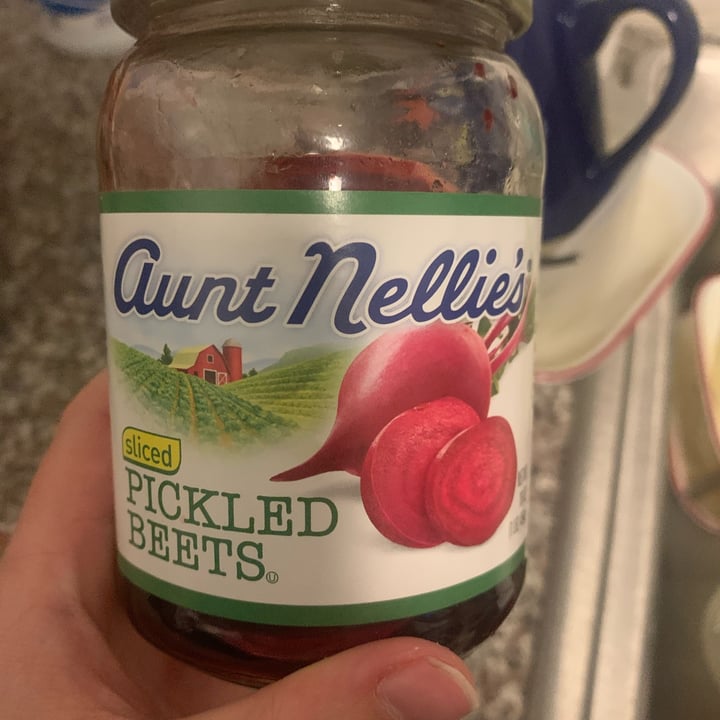 Aunt Nellie's
sliced
PICKLED
BEETS